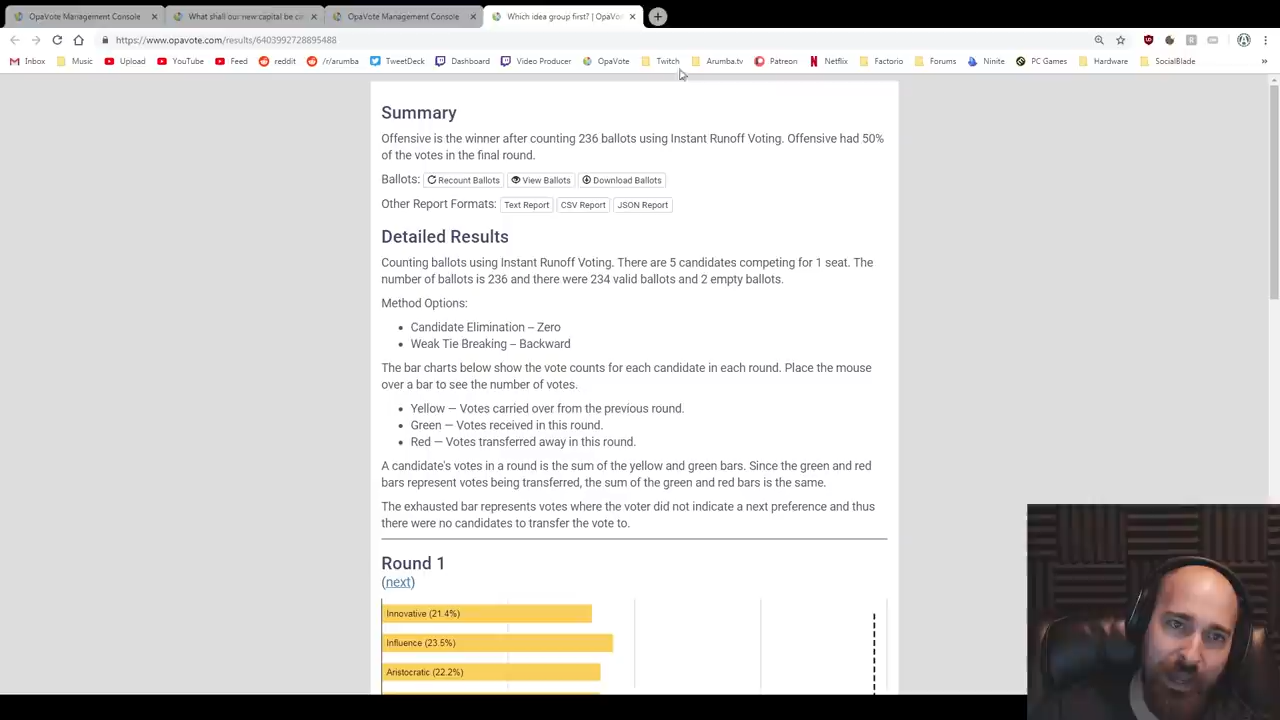 OpaVote Management Console
What shall our new capital be ca
OpaVote Management Console
Which idea group first? | OpaVo
https://www.opavote.com/results/6403992728895488
Inbox Music Upload YouTube Feed reddit /r/arumba TweetDeck Dashboard Video Producer OpaVote Twitch Arumba.tv Patreon Netflix Factorio Forums Ninite PC Games Hardware SocialBlade »
Summary
Offensive is the winner after counting 236 ballots using Instant Runoff Voting. Offensive had 50%
of the votes in the final round.
Ballots: Recount Ballots View Ballots Download Ballots
Other Report Formats: Text Report CSV Report JSON Report
Detailed Results
Counting ballots using Instant Runoff Voting. There are 5 candidates competing for 1 seat. The
number of ballots is 236 and there were 234 valid ballots and 2 empty ballots.
Method Options:
• Candidate Elimination – Zero
• Weak Tie Breaking – Backward
The bar charts below show the vote counts for each candidate in each round. Place the mouse
over a bar to see the number of votes.
• Yellow — Votes carried over from the previous round.
• Green — Votes received in this round.
• Red — Votes transferred away in this round.
A candidate's votes in a round is the sum of the yellow and green bars. Since the green and red
bars represent votes being transferred, the sum of the green and red bars is the same.
The exhausted bar represents votes where the voter did not indicate a next preference and thus
there were no candidates to transfer the vote to.
Round 1
(next)
Innovative (21.4%)
Influence (23.5%)
Aristocratic (22.2%)